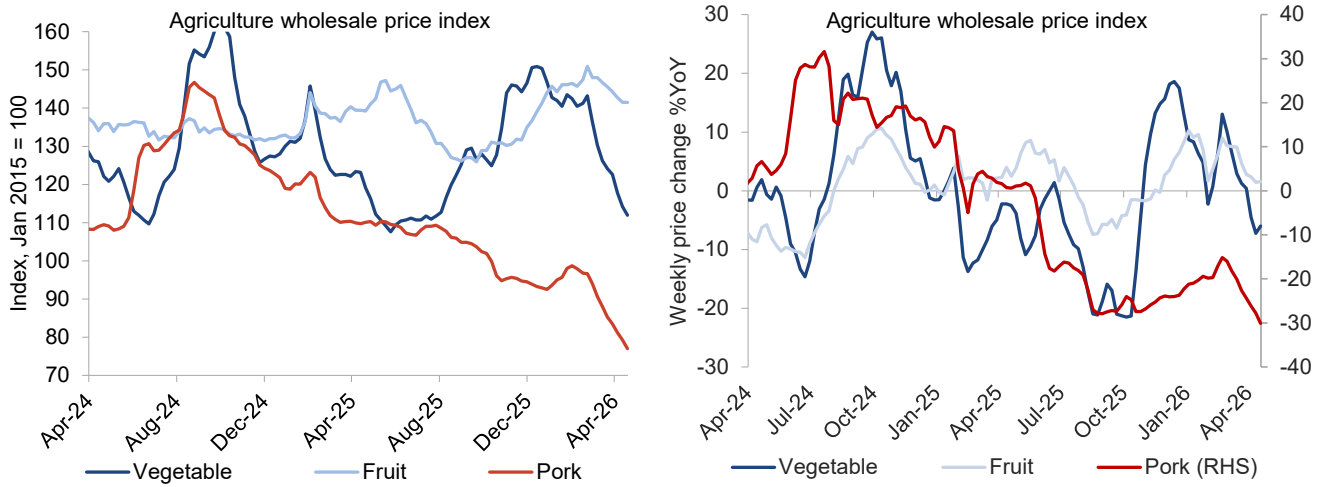 Agriculture wholesale price index
Index, Jan 2015 = 100
160
150
140
130
120
110
100
90
80
70
Apr-24
Aug-24
Dec-24
Apr-25
Aug-25
Dec-25
Apr-26
Vegetable
Fruit
Pork
Agriculture wholesale price index
Weekly price change %YoY
30
20
10
0
-10
-20
-30
40
30
20
10
0
-10
-20
-30
-40
Apr-24
Jul-24
Oct-24
Jan-25
Apr-25
Jul-25
Oct-25
Jan-26
Apr-26
Vegetable
Fruit
Pork (RHS)